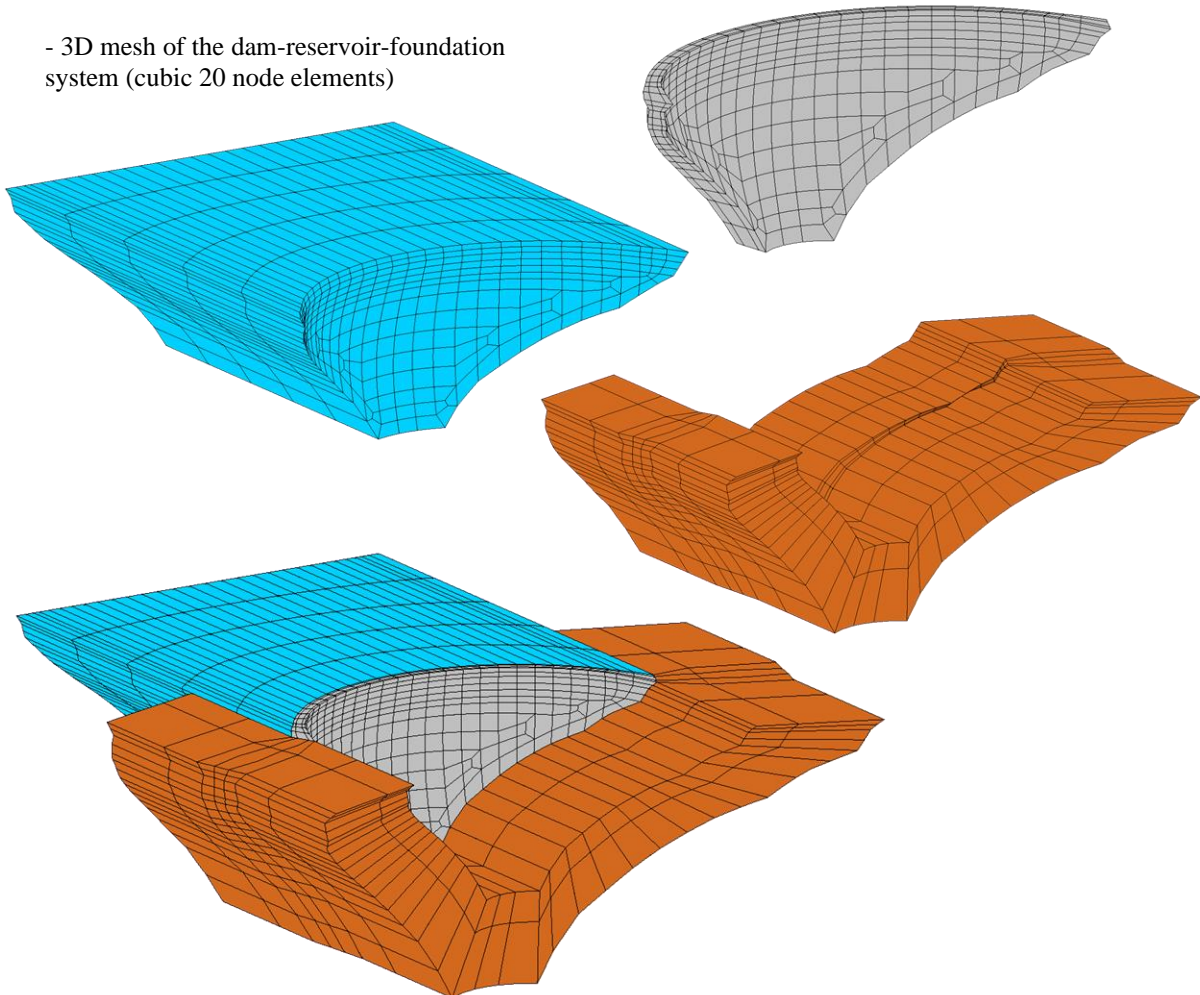 - 3D mesh of the dam-reservoir-foundation
system (cubic 20 node elements)